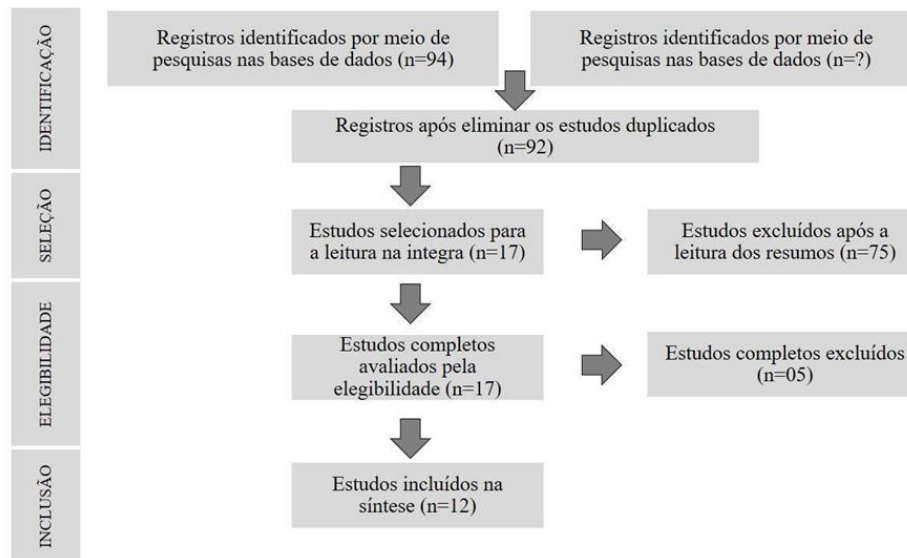 IDENTIFICAÇÃO
Registros identificados por meio de
pesquisas nas bases de dados (n=94)
Registros identificados por meio de
pesquisas nas bases de dados (n=?)
Registros após eliminar os estudos duplicados
(n=92)
SELEÇÃO
Estudos selecionados para
a leitura na integra (n=17)
Estudos excluídos após a
leitura dos resumos (n=75)
ELEGIBILIDADE
Estudos completos
avaliados pela
elegibilidade (n=17)
Estudos completos excluídos
(n=05)
INCLUSÃO
Estudos incluídos na
síntese (n=12)